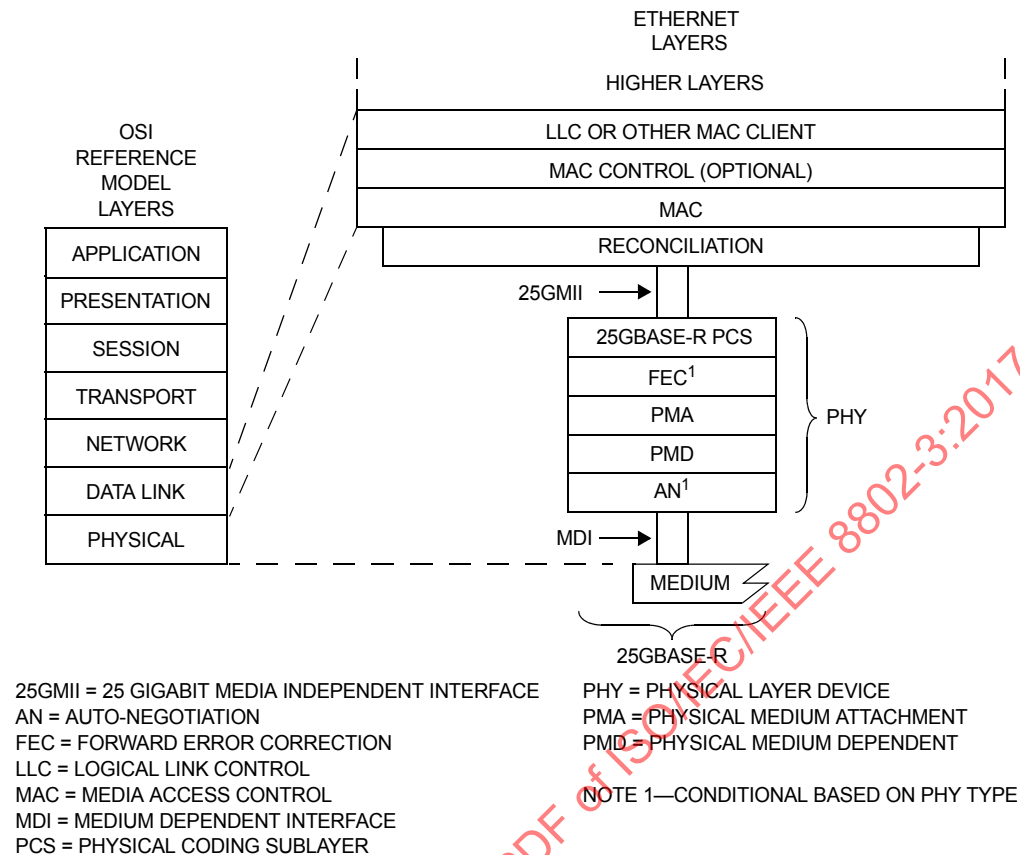 ETHERNET
LAYERS
HIGHER LAYERS
LLC OR OTHER MAC CLIENT
MAC CONTROL (OPTIONAL)
MAC
RECONCILIATION
OSI
REFERENCE
MODEL
LAYERS
APPLICATION
PRESENTATION
SESSION
TRANSPORT
NETWORK
DATA LINK
PHYSICAL
25GMII
25GBASE-R PCS
FEC1
PMA
PMD
AN1
PHY
MDI
MEDIUM
25GBASE-R
25GMII = 25 GIGABIT MEDIA INDEPENDENT INTERFACE
AN = AUTO-NEGOTIATION
FEC = FORWARD ERROR CORRECTION
LLC = LOGICAL LINK CONTROL
MAC = MEDIA ACCESS CONTROL
MDI = MEDIUM DEPENDENT INTERFACE
PCS = PHYSICAL CODING SUBLAYER
PHY = PHYSICAL LAYER DEVICE
PMA = PHYSICAL MEDIUM ATTACHMENT
PMD = PHYSICAL MEDIUM DEPENDENT
NOTE 1—CONDITIONAL BASED ON PHY TYPE
PDF of ISO/IEC/IEEE 8802-3:2017